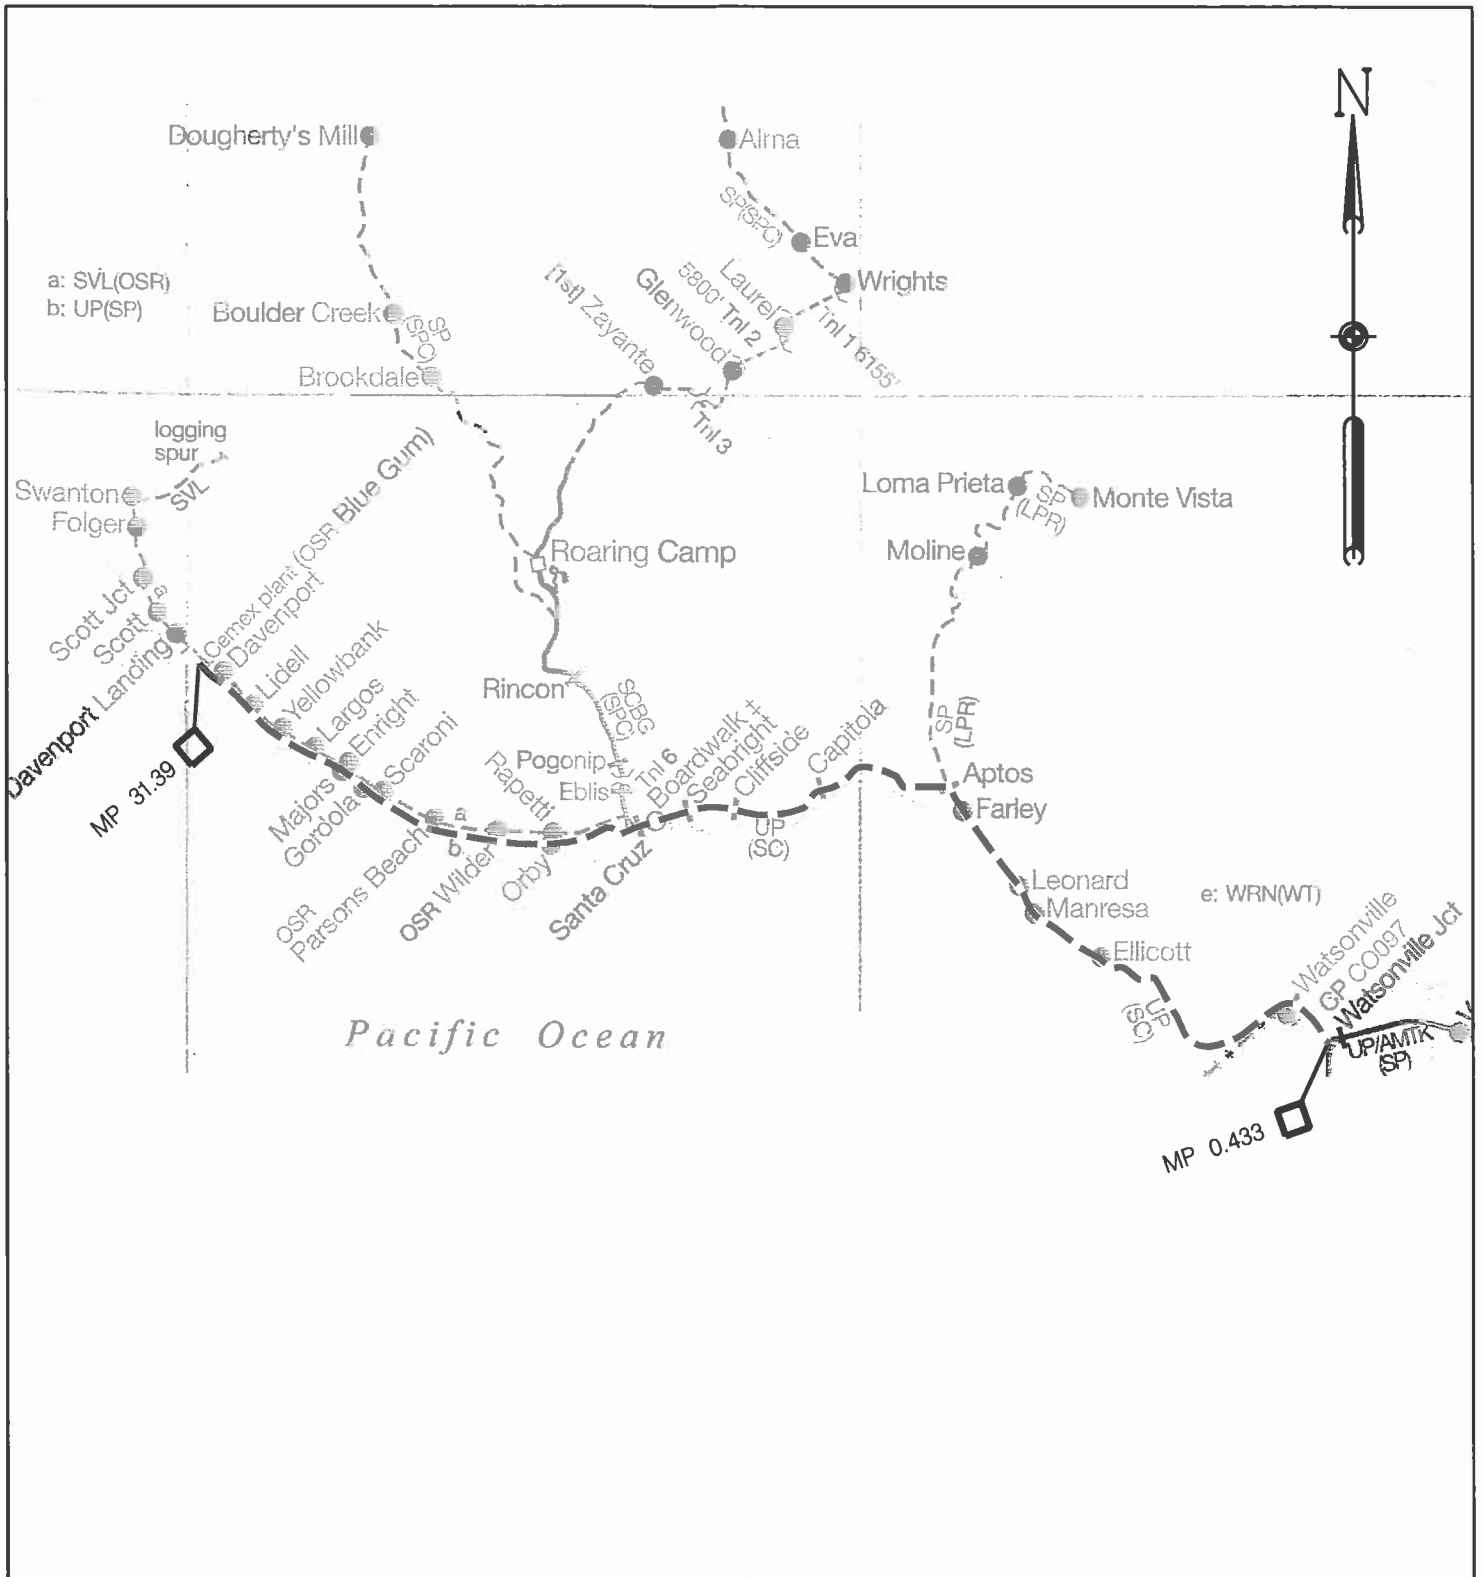 N
Dougherty's Mill
Alma
SP(SPC)
Eva
Wrights
a: SVL(OSR)
b: UP(SP)
Boulder Creek
SP
(SPC)
Brookdale
[1st] Zayante
Glenwood
5800' Tnl 2
Laurel
Tnl 1 6155'
Tnl 3
logging
spur
SVL
Swanton
Folger
Scott Jct
a
Scott
Davenport Landing
Cemex plant (OSR Blue Gum)
Davenport
Lidell
Yellowbank
Largos
Enright
Scaroni
Majors
Gordola
MP 31.39
Roaring Camp
Rincon
SCBG
(SPC)
Pogonip
Eblis
Tnl 6
Boardwalk ‡
Seabright
Cliffside
Capitola
Rapetti
a
b
OSR
Parsons Beach
OSR Wilder
Orby
Santa Cruz
UP
(SC)
Loma Prieta
SP
(LPR)
Monte Vista
Moline
SP
(LPR)
Aptos
Farley
Leonard
Manresa
Ellicott
UP
(SC)
e: WRN(WT)
Watsonville
CP CO097
Watsonville Jct
UP/AMTK
(SP)
MP 0.433
Pacific Ocean